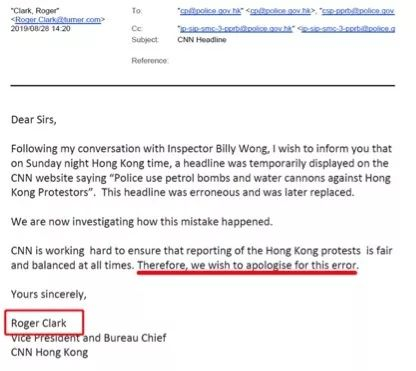 "Clark, Roger"
<Roger.Clark@turner.com>
2019/08/28 14:20
To: "cp@police.gov.hk" <cp@police.gov.hk>, "csp-pprb@police.gov
Cc: "ip-sip-smc-3-pprb@police.gov.hk" <ip-sip-smc-3-pprb@police.g
Subject: CNN Headline
Reference:
Dear Sirs,
Following my conversation with Inspector Billy Wong, I wish to inform you that
on Sunday night Hong Kong time, a headline was temporarily displayed on the
CNN website saying “Police use petrol bombs and water cannons against Hong
Kong Protestors”. This headline was erroneous and was later replaced.
We are now investigating how this mistake happened.
CNN is working hard to ensure that reporting of the Hong Kong protests is fair
and balanced at all times. Therefore, we wish to apologise for this error.
Yours sincerely,
Roger Clark
Vice President and Bureau Chief
CNN Hong Kong